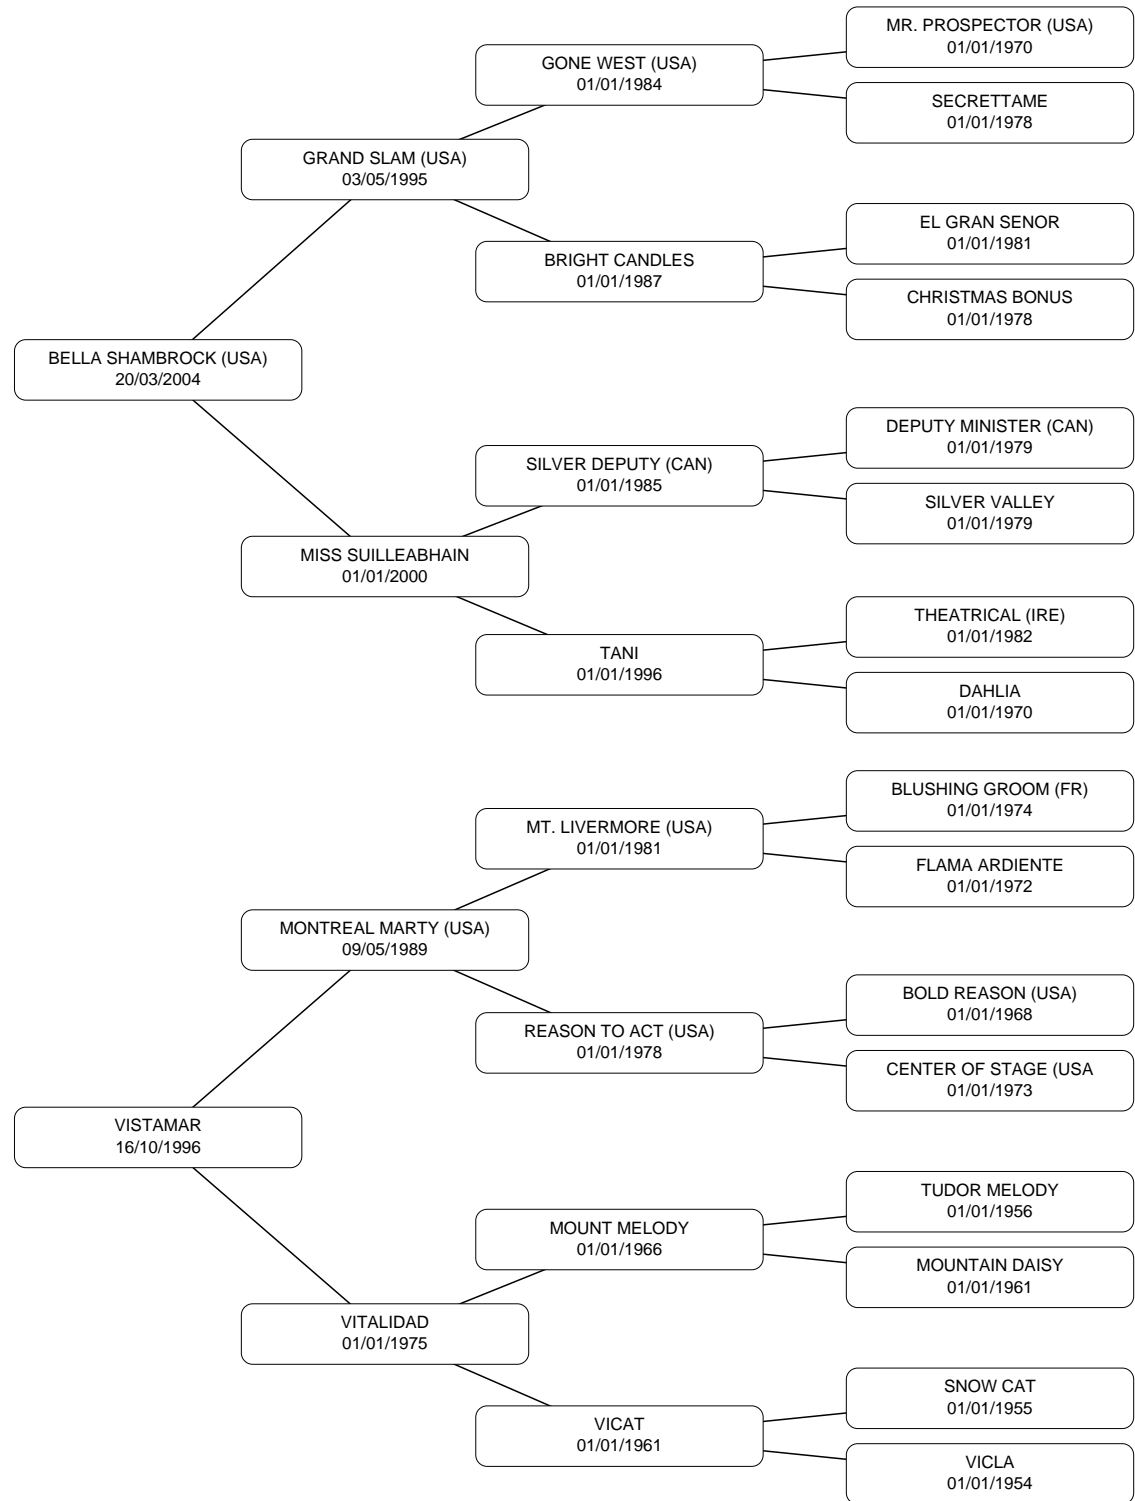 MR. PROSPECTOR (USA)
01/01/1970
GONE WEST (USA)
01/01/1984
SECRETTAME
01/01/1978
GRAND SLAM (USA)
03/05/1995
EL GRAN SENOR
01/01/1981
BRIGHT CANDLES
01/01/1987
CHRISTMAS BONUS
01/01/1978
BELLA SHAMBROCK (USA)
20/03/2004
DEPUTY MINISTER (CAN)
01/01/1979
SILVER DEPUTY (CAN)
01/01/1985
SILVER VALLEY
01/01/1979
MISS SUILLEABHAIN
01/01/2000
THEATRICAL (IRE)
01/01/1982
TANI
01/01/1996
DAHLIA
01/01/1970
BLUSHING GROOM (FR)
01/01/1974
MT. LIVERMORE (USA)
01/01/1981
FLAMA ARDIENTE
01/01/1972
MONTREAL MARTY (USA)
09/05/1989
BOLD REASON (USA)
01/01/1968
REASON TO ACT (USA)
01/01/1978
CENTER OF STAGE (USA
01/01/1973
VISTAMAR
16/10/1996
TUDOR MELODY
01/01/1956
MOUNT MELODY
01/01/1966
MOUNTAIN DAISY
01/01/1961
VITALIDAD
01/01/1975
SNOW CAT
01/01/1955
VICAT
01/01/1961
VICLA
01/01/1954